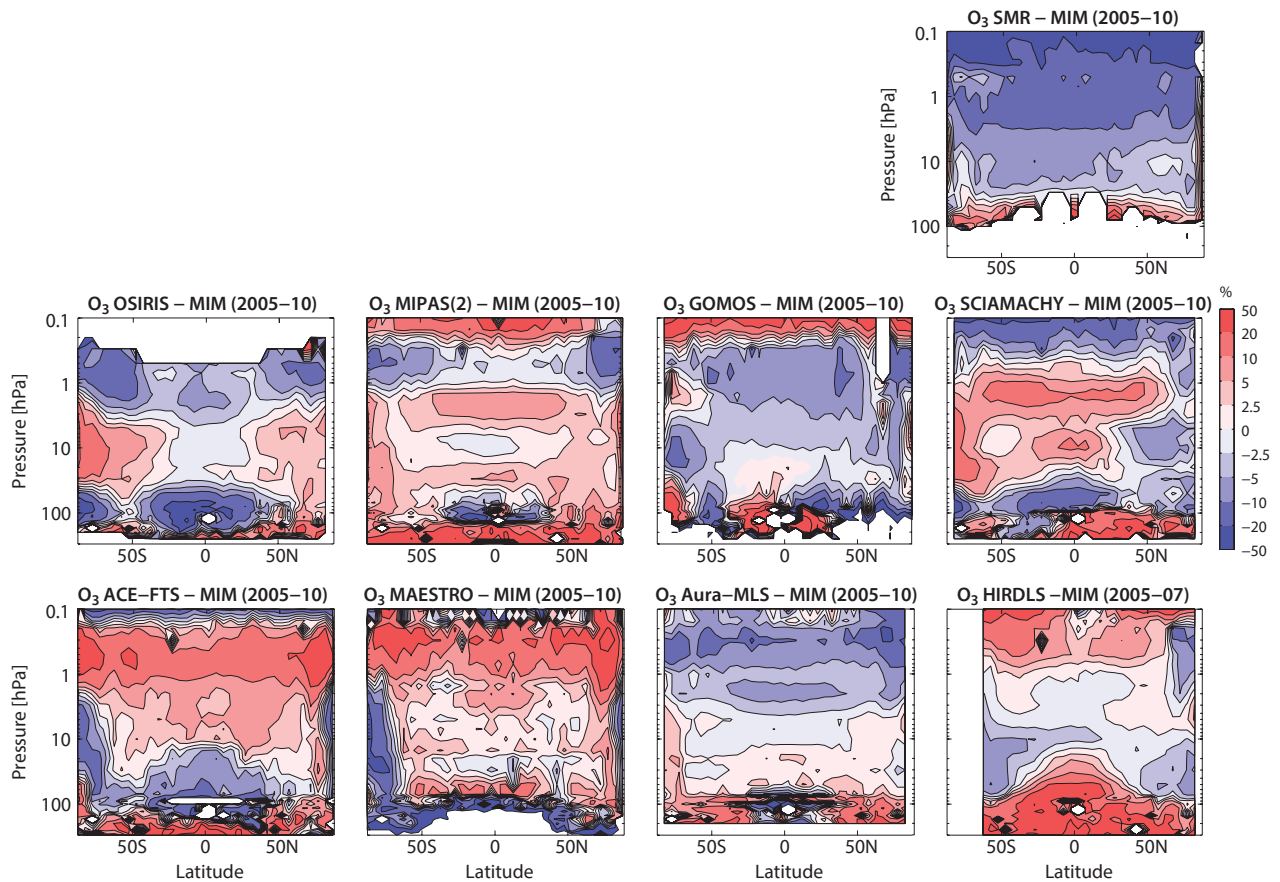 O₃ SMR − MIM (2005−10)
0.1
1
10
100
Pressure [hPa]
50S 0 50N
O₃ OSIRIS − MIM (2005−10)
O₃ MIPAS(2) − MIM (2005−10)
O₃ GOMOS − MIM (2005−10)
O₃ SCIAMACHY − MIM (2005−10)
0.1
1
10
100
Pressure [hPa]
50S 0 50N
50S 0 50N
50S 0 50N
50S 0 50N
%
50
20
10
5
2.5
0
−2.5
−5
−10
−20
−50
O₃ ACE−FTS − MIM (2005−10)
O₃ MAESTRO − MIM (2005−10)
O₃ Aura−MLS − MIM (2005−10)
O₃ HIRDLS −MIM (2005−07)
0.1
1
10
100
Pressure [hPa]
50S 0 50N
50S 0 50N
50S 0 50N
50S 0 50N
Latitude
Latitude
Latitude
Latitude